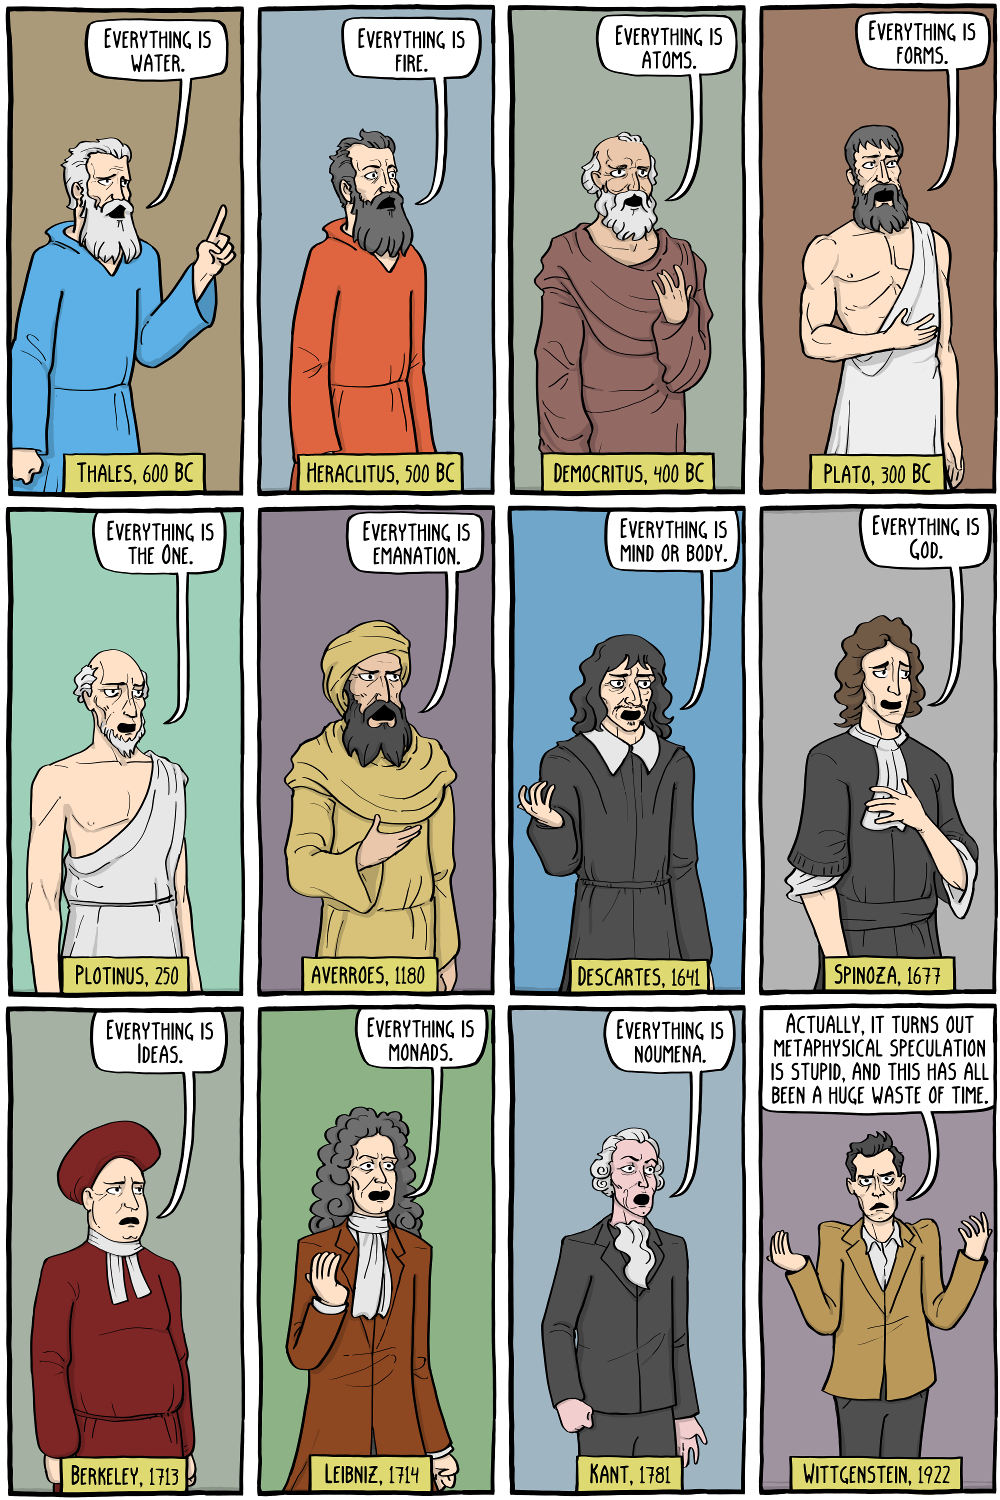 Everything is
water.
Thales, 600 BC
Everything is
fire.
Heraclitus, 500 BC
Everything is
atoms.
Democritus, 400 BC
Everything is
forms.
Plato, 300 BC
Everything is
the One.
Plotinus, 250
Everything is
emanation.
Averroes, 1180
Everything is
mind or body.
Descartes, 1641
Everything is
God.
Spinoza, 1677
Everything is
Ideas.
Berkeley, 1713
Everything is
monads.
Leibniz, 1714
Everything is
noumena.
Kant, 1781
Actually, it turns out
metaphysical speculation
is stupid, and this has all
been a huge waste of time.
Wittgenstein, 1922